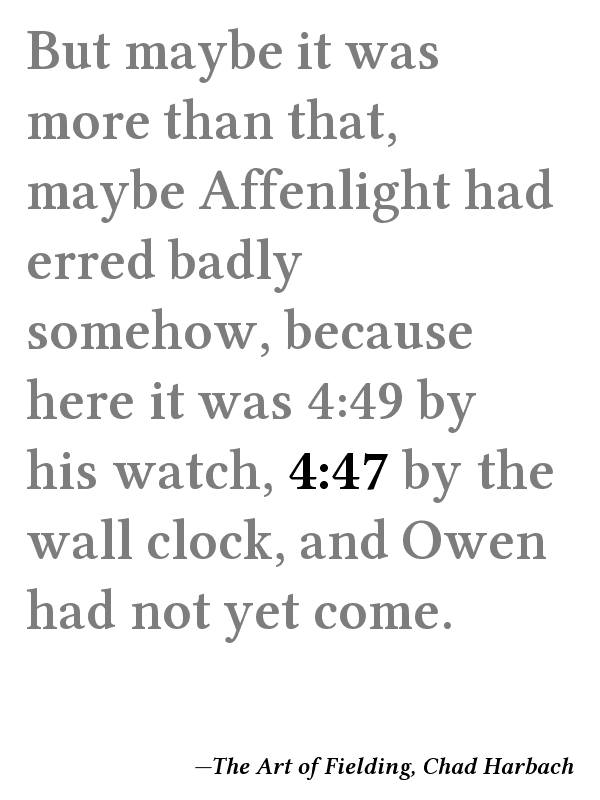 But maybe it was
more than that,
maybe Affenlight had
erred badly
somehow, because
here it was 4:49 by
his watch, 4:47 by the
wall clock, and Owen
had not yet come.
—The Art of Fielding, Chad Harbach